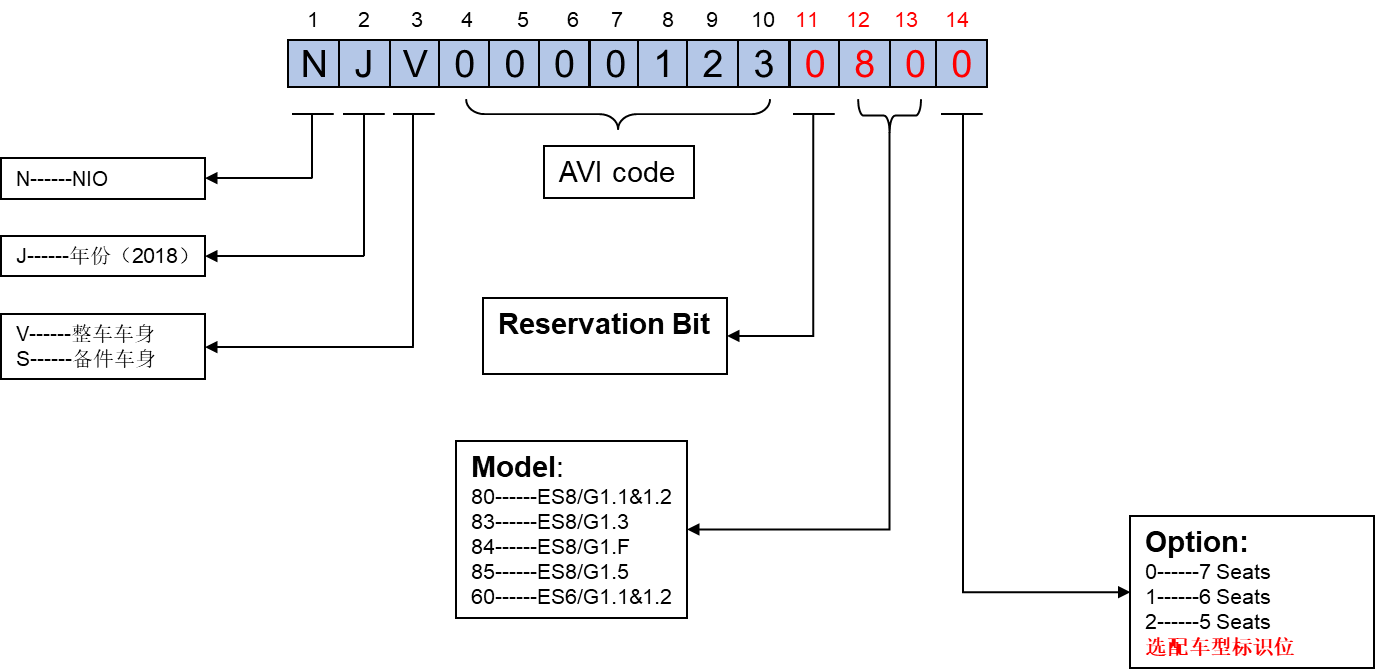 1 2 3 4 5 6 7 8 9 10 11 12 13 14
N J V 0 0 0 0 1 2 3 0 8 0 0
AVI code
N------NIO
J------年份（2018）
V------整车车身
S------备件车身
Reservation Bit
Model:
80------ES8/G1.1&1.2
83------ES8/G1.3
84------ES8/G1.F
85------ES8/G1.5
60------ES6/G1.1&1.2
Option:
0------7 Seats
1------6 Seats
2------5 Seats
选配车型标识位